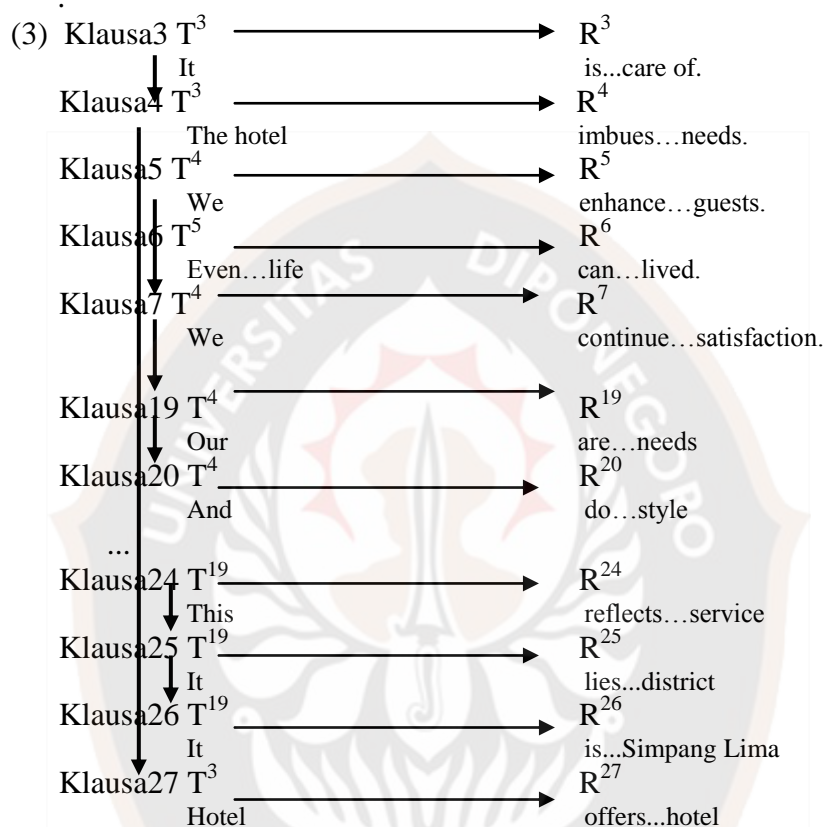 (3) Klausa3 T³ R³
It is...care of.
Klausa4 T³ R⁴
The hotel imbues…needs.
Klausa5 T⁴ R⁵
We enhance…guests.
Klausa6 T⁵ R⁶
Even…life can…lived.
Klausa7 T⁴ R⁷
We continue…satisfaction.
Klausa19 T⁴ R¹⁹
Our are…needs
Klausa20 T⁴ R²⁰
And do…style
...
Klausa24 T¹⁹ R²⁴
This reflects…service
Klausa25 T¹⁹ R²⁵
It lies...district
Klausa26 T¹⁹ R²⁶
It is...Simpang Lima
Klausa27 T³ R²⁷
Hotel offers...hotel
UNIVERSITAS DIPONEGORO